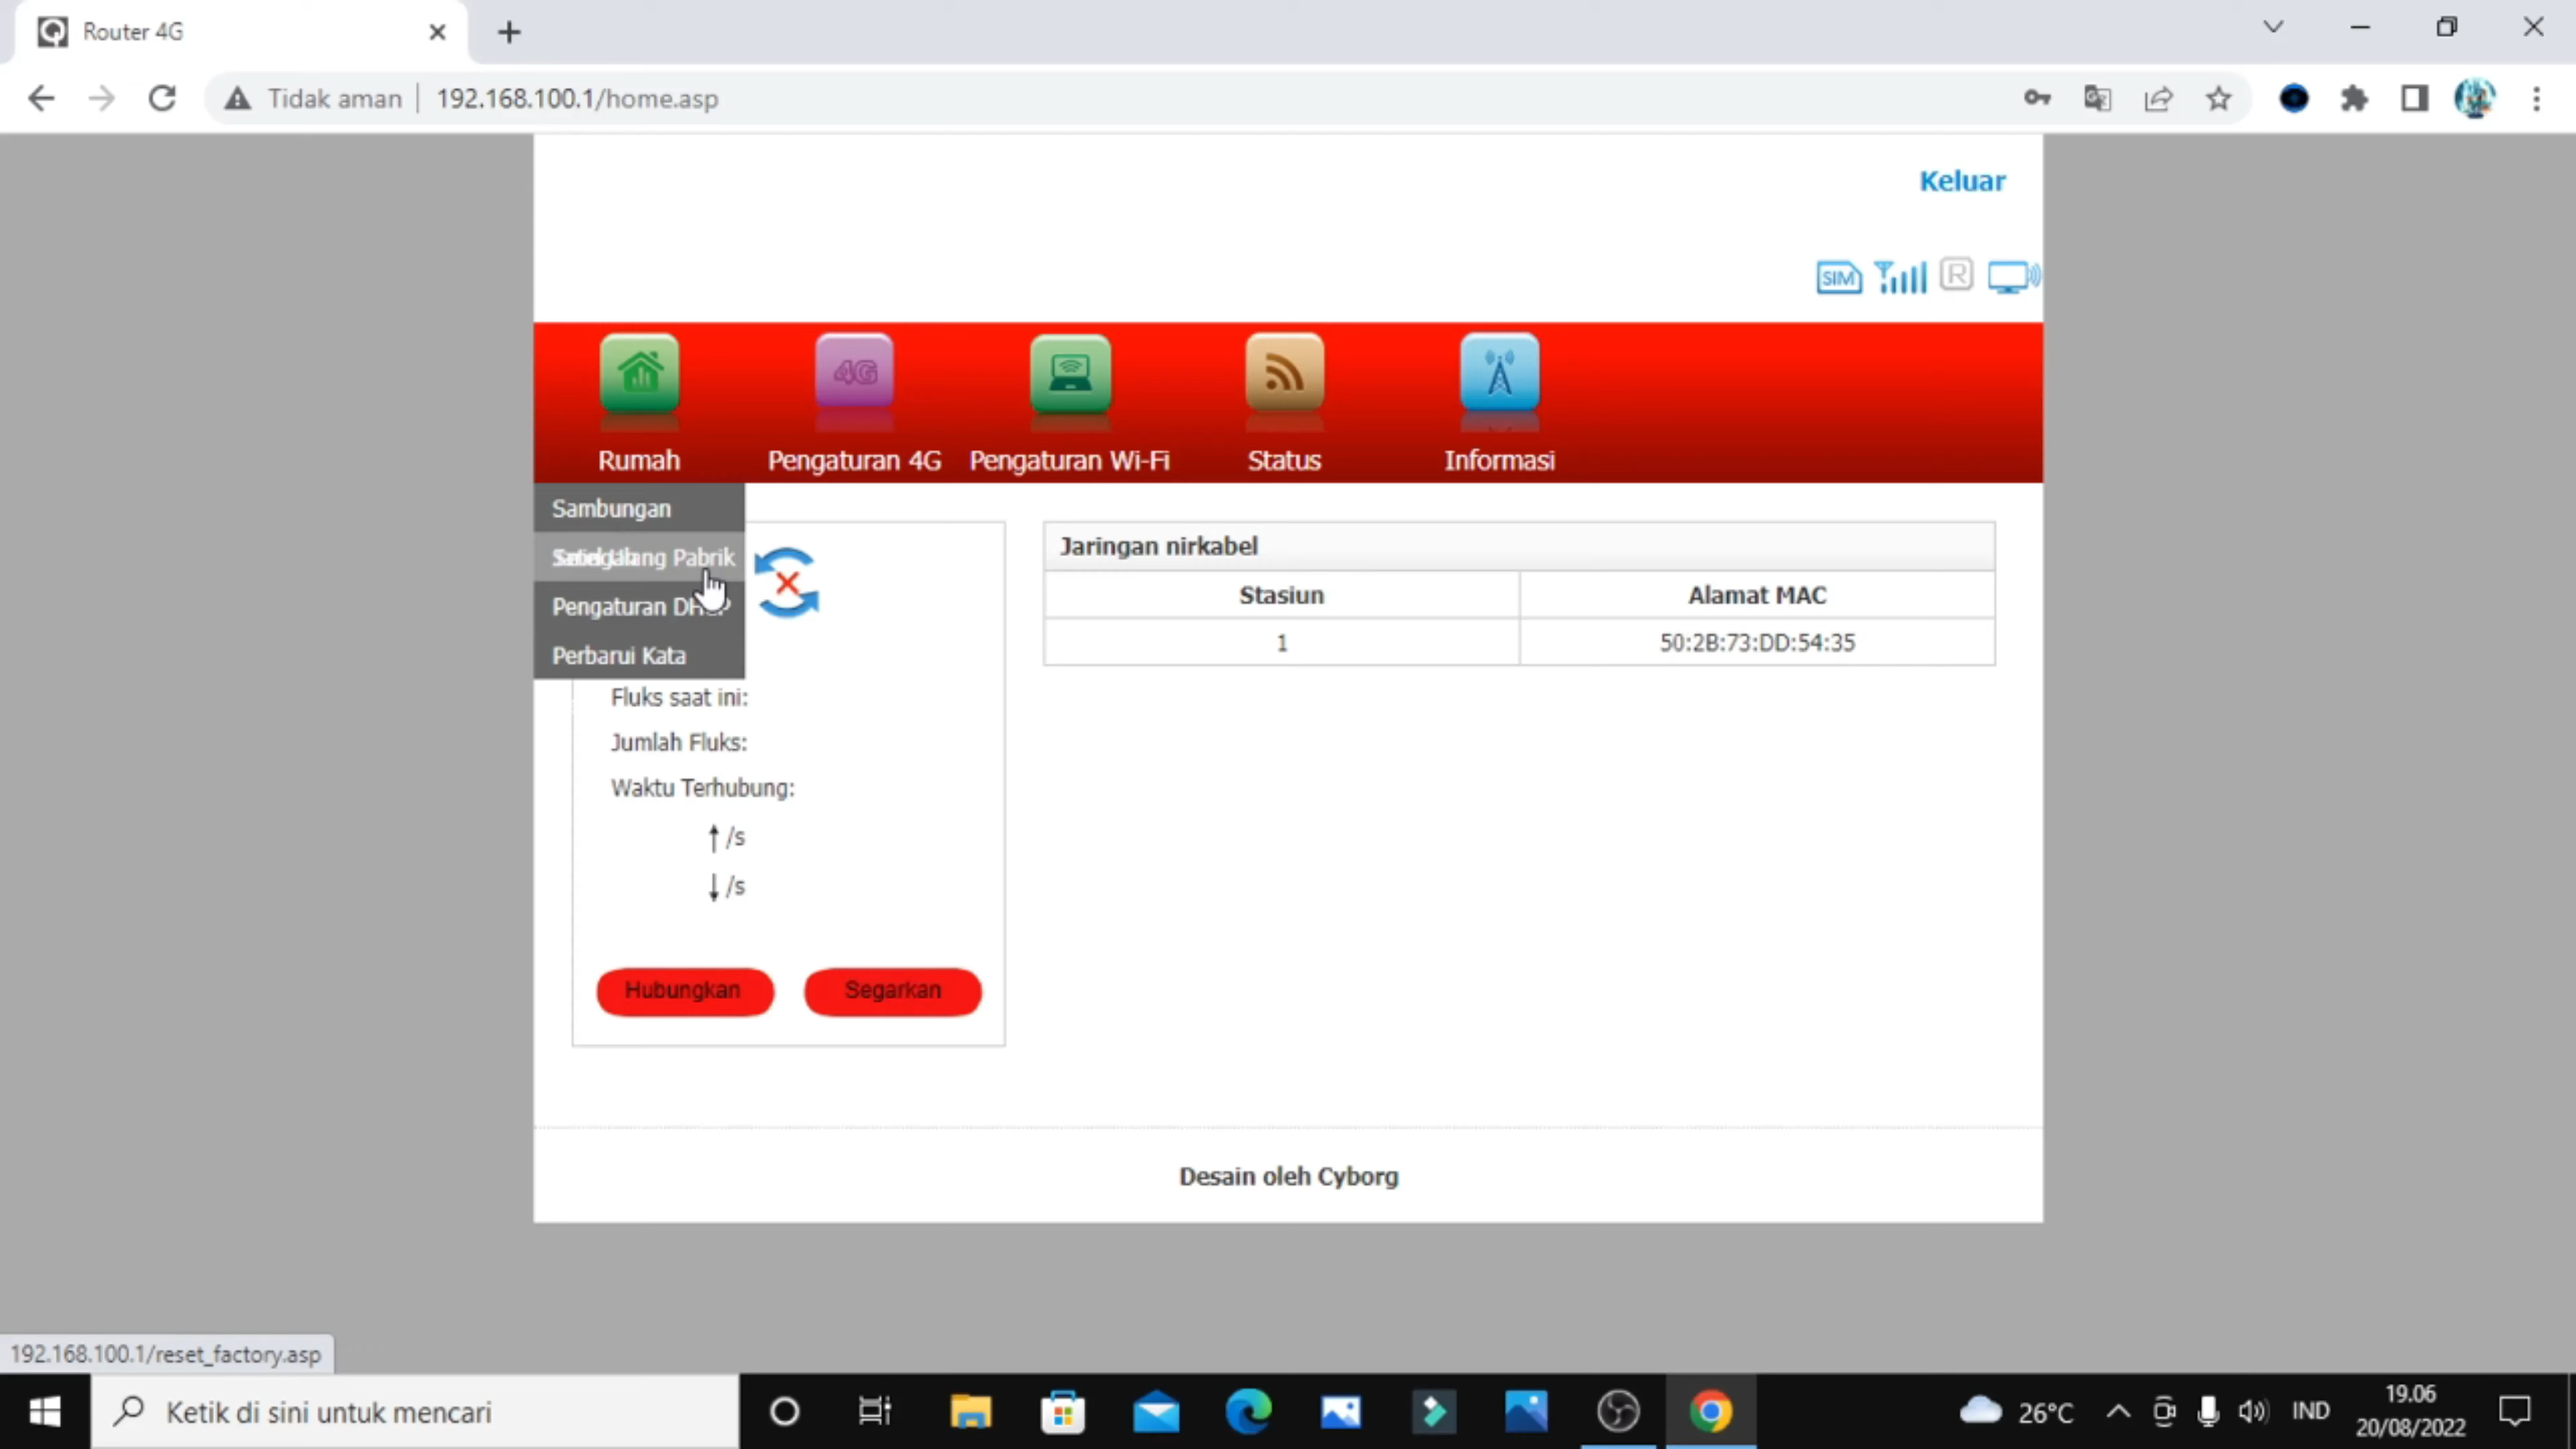 Router 4G
Tidak aman
192.168.100.1/home.asp
Keluar
SIM
R
4G
Rumah
Pengaturan 4G
Pengaturan Wi-Fi
Status
Informasi
Sambungan
Pabrik
Pengaturan
Perbarui Kata
Fluks saat ini:
Jumlah Fluks:
Waktu Terhubung:
↑ /s
↓ /s
Hubungkan
Segarkan
Jaringan nirkabel
Stasiun
Alamat MAC
1
50:2B:73:DD:54:35
Desain oleh Cyborg
192.168.100.1/reset_factory.asp
Ketik di sini untuk mencari
26°C
IND
19.06
20/08/2022